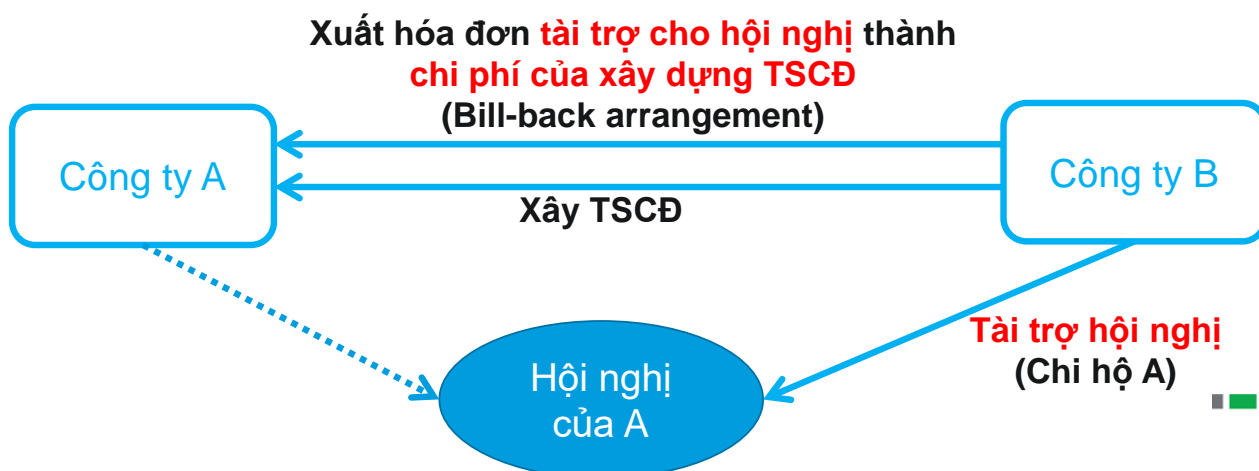 Xuất hóa đơn tài trợ cho hội nghị thành
chi phí của xây dựng TSCĐ
(Bill-back arrangement)
Công ty A
Công ty B
Xây TSCĐ
Tài trợ hội nghị
(Chi hộ A)
Hội nghị
của A